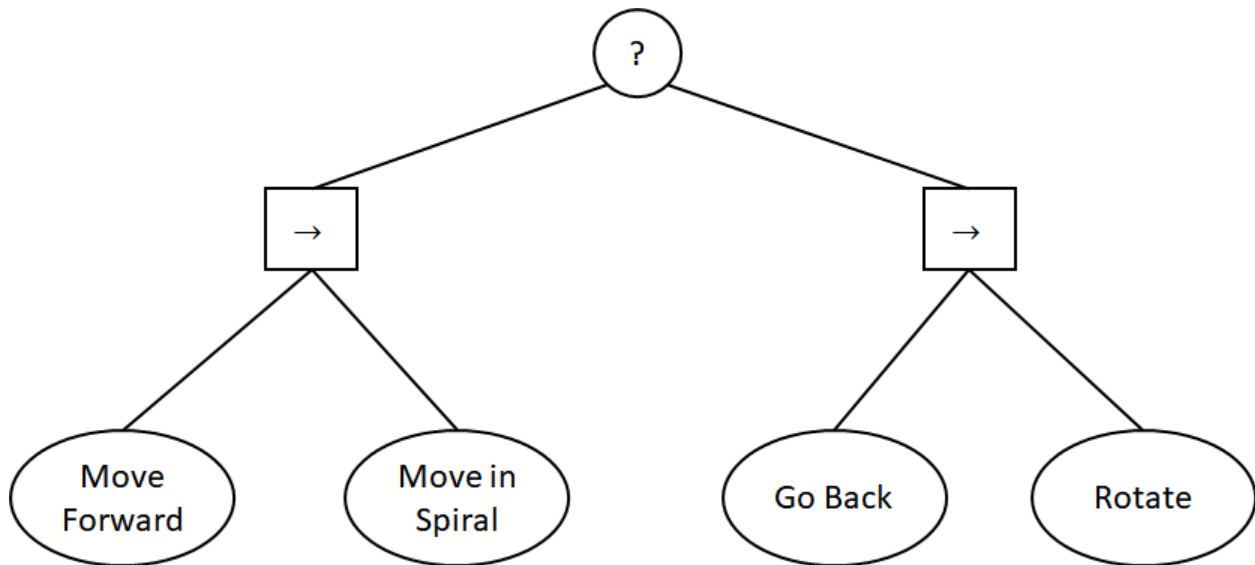 ?
→
→
Move
Forward
Move in
Spiral
Go Back
Rotate